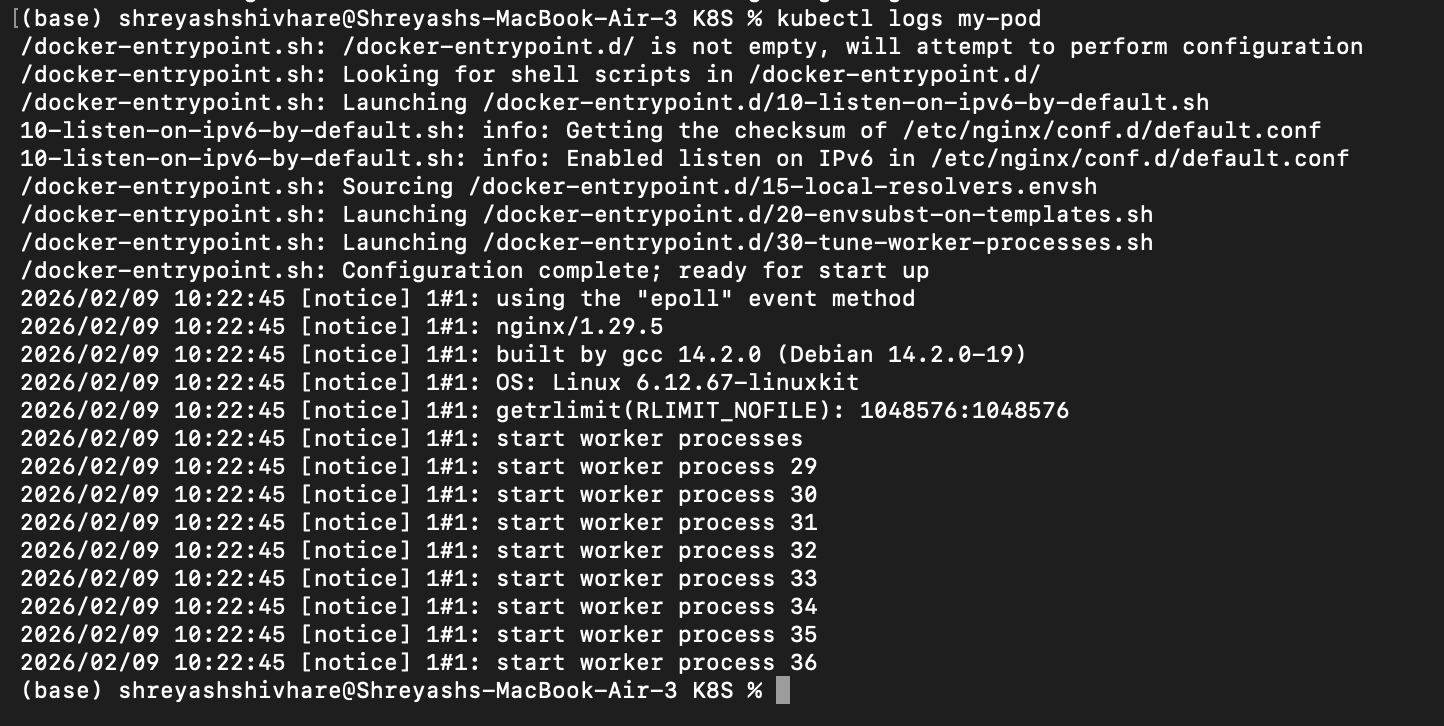 [(base) shreyashshivhare@Shreyashs-MacBook-Air-3 K8S % kubectl logs my-pod
/docker-entrypoint.sh: /docker-entrypoint.d/ is not empty, will attempt to perform configuration
/docker-entrypoint.sh: Looking for shell scripts in /docker-entrypoint.d/
/docker-entrypoint.sh: Launching /docker-entrypoint.d/10-listen-on-ipv6-by-default.sh
10-listen-on-ipv6-by-default.sh: info: Getting the checksum of /etc/nginx/conf.d/default.conf
10-listen-on-ipv6-by-default.sh: info: Enabled listen on IPv6 in /etc/nginx/conf.d/default.conf
/docker-entrypoint.sh: Sourcing /docker-entrypoint.d/15-local-resolvers.envsh
/docker-entrypoint.sh: Launching /docker-entrypoint.d/20-envsubst-on-templates.sh
/docker-entrypoint.sh: Launching /docker-entrypoint.d/30-tune-worker-processes.sh
/docker-entrypoint.sh: Configuration complete; ready for start up
2026/02/09 10:22:45 [notice] 1#1: using the "epoll" event method
2026/02/09 10:22:45 [notice] 1#1: nginx/1.29.5
2026/02/09 10:22:45 [notice] 1#1: built by gcc 14.2.0 (Debian 14.2.0-19)
2026/02/09 10:22:45 [notice] 1#1: OS: Linux 6.12.67-linuxkit
2026/02/09 10:22:45 [notice] 1#1: getrlimit(RLIMIT_NOFILE): 1048576:1048576
2026/02/09 10:22:45 [notice] 1#1: start worker processes
2026/02/09 10:22:45 [notice] 1#1: start worker process 29
2026/02/09 10:22:45 [notice] 1#1: start worker process 30
2026/02/09 10:22:45 [notice] 1#1: start worker process 31
2026/02/09 10:22:45 [notice] 1#1: start worker process 32
2026/02/09 10:22:45 [notice] 1#1: start worker process 33
2026/02/09 10:22:45 [notice] 1#1: start worker process 34
2026/02/09 10:22:45 [notice] 1#1: start worker process 35
2026/02/09 10:22:45 [notice] 1#1: start worker process 36
(base) shreyashshivhare@Shreyashs-MacBook-Air-3 K8S %